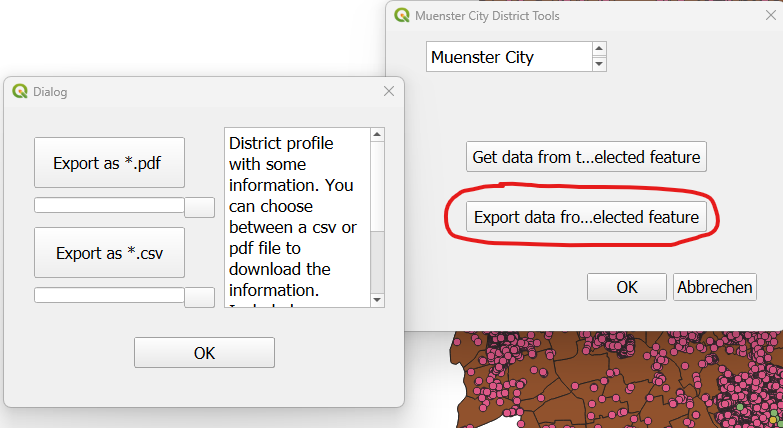 Muenster City District Tools
Muenster City
Get data from t...elected feature
Export data fro...elected feature
OK
Abbrechen
Dialog
Export as *.pdf
Export as *.csv
District profile
with some
information. You
can choose
between a csv or
pdf file to
download the
information.
OK